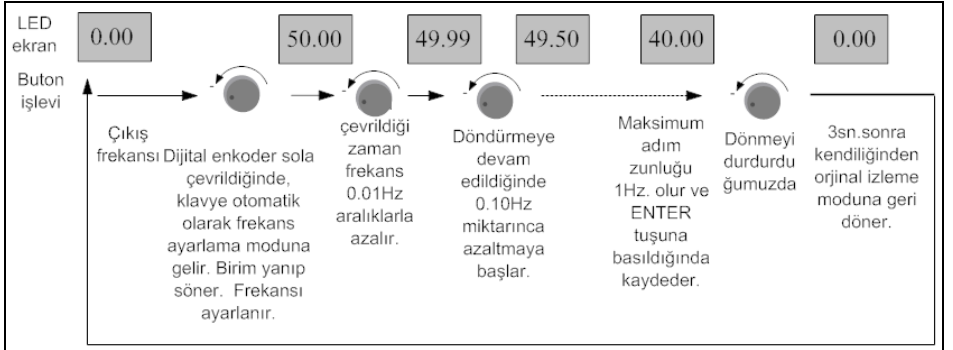 LED
ekran
0.00
50.00
49.99
49.50
40.00
0.00
Buton
işlevi
Çıkış
frekansı
Dijital enkoder sola
çevrildiğinde,
klavye otomatik
olarak frekans
ayarlama moduna
gelir. Birim yanıp
söner. Frekansı
ayarlanır.
çevrildiği
zaman
frekans
0.01Hz
aralıklarla
azalır.
Döndürmeye
devam
edildiğinde
0.10Hz
miktarınca
azaltmaya
başlar.
Maksimum
adım
zunluğu
1Hz. olur ve
ENTER
tuşuna
basıldığında
kaydeder.
Dönmeyi
durdurdu
ğumuzda
3sn.sonra
kendiliğinden
orjinal izleme
moduna geri
döner.